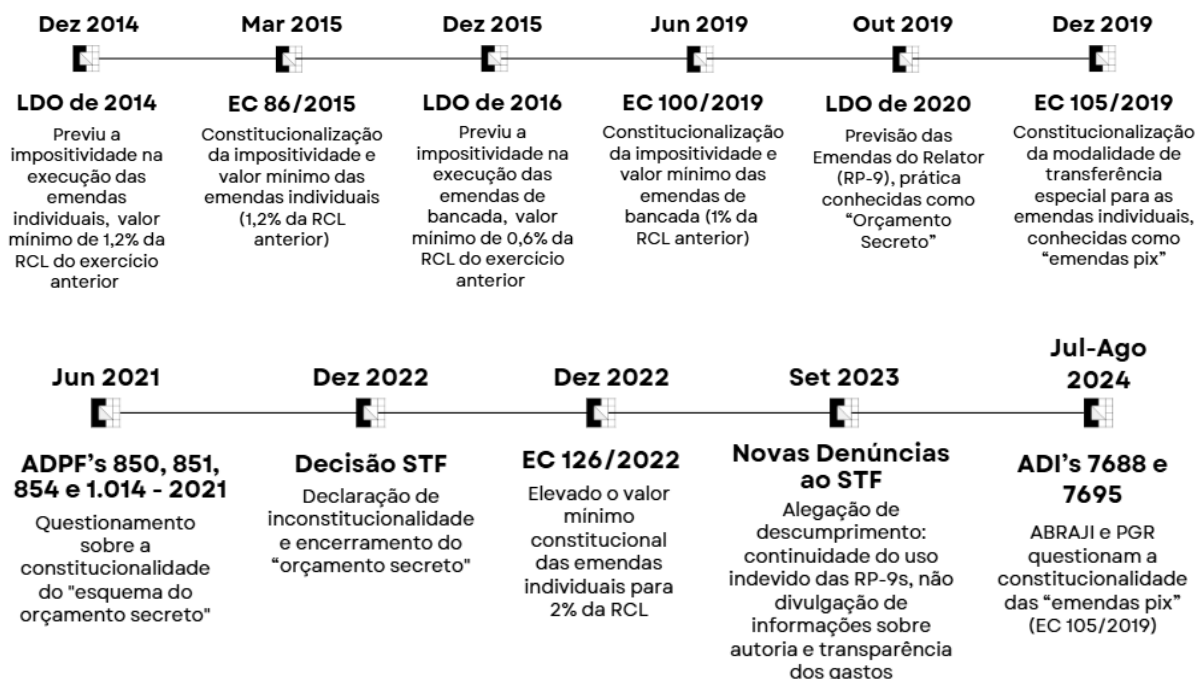 Dez 2014
LDO de 2014
Previu a
impositividade na
execução das
emendas
individuais, valor
mínimo de 1,2% da
RCL do exercício
anterior
Mar 2015
EC 86/2015
Constitucionalização
da impositividade e
valor mínimo das
emendas individuais
(1,2% da RCL
anterior)
Dez 2015
LDO de 2016
Previu a
impositividade na
execução das
emendas de
bancada, valor
mínimo de 0,6% da
RCL do exercício
anterior
Jun 2019
EC 100/2019
Constitucionalização
da impositividade e
valor mínimo das
emendas de
bancada (1% da
RCL anterior)
Out 2019
LDO de 2020
Previsão das
Emendas do Relator
(RP-9), prática
conhecidas como
“Orçamento
Secreto”
Dez 2019
EC 105/2019
Constitucionalização
da modalidade de
transferência
especial para as
emendas individuais,
conhecidas como
“emendas pix”
Jun 2021
ADPF’s 850, 851,
854 e 1.014 - 2021
Questionamento
sobre a
constitucionalidade
do "esquema do
orçamento secreto"
Dez 2022
Decisão STF
Declaração de
inconstitucionalidade
e encerramento do
“orçamento secreto"
Dez 2022
EC 126/2022
Elevado o valor
mínimo
constitucional
das emendas
individuais para
2% da RCL
Set 2023
Novas Denúncias
ao STF
Alegação de
descumprimento:
continuidade do uso
indevido das RP-9s, não
divulgação de
informações sobre
autoria e transparência
dos gastos
Jul-Ago
2024
ADI’s 7688 e
7695
ABRAJI e PGR
questionam a
constitucionalidade
das “emendas pix”
(EC 105/2019)